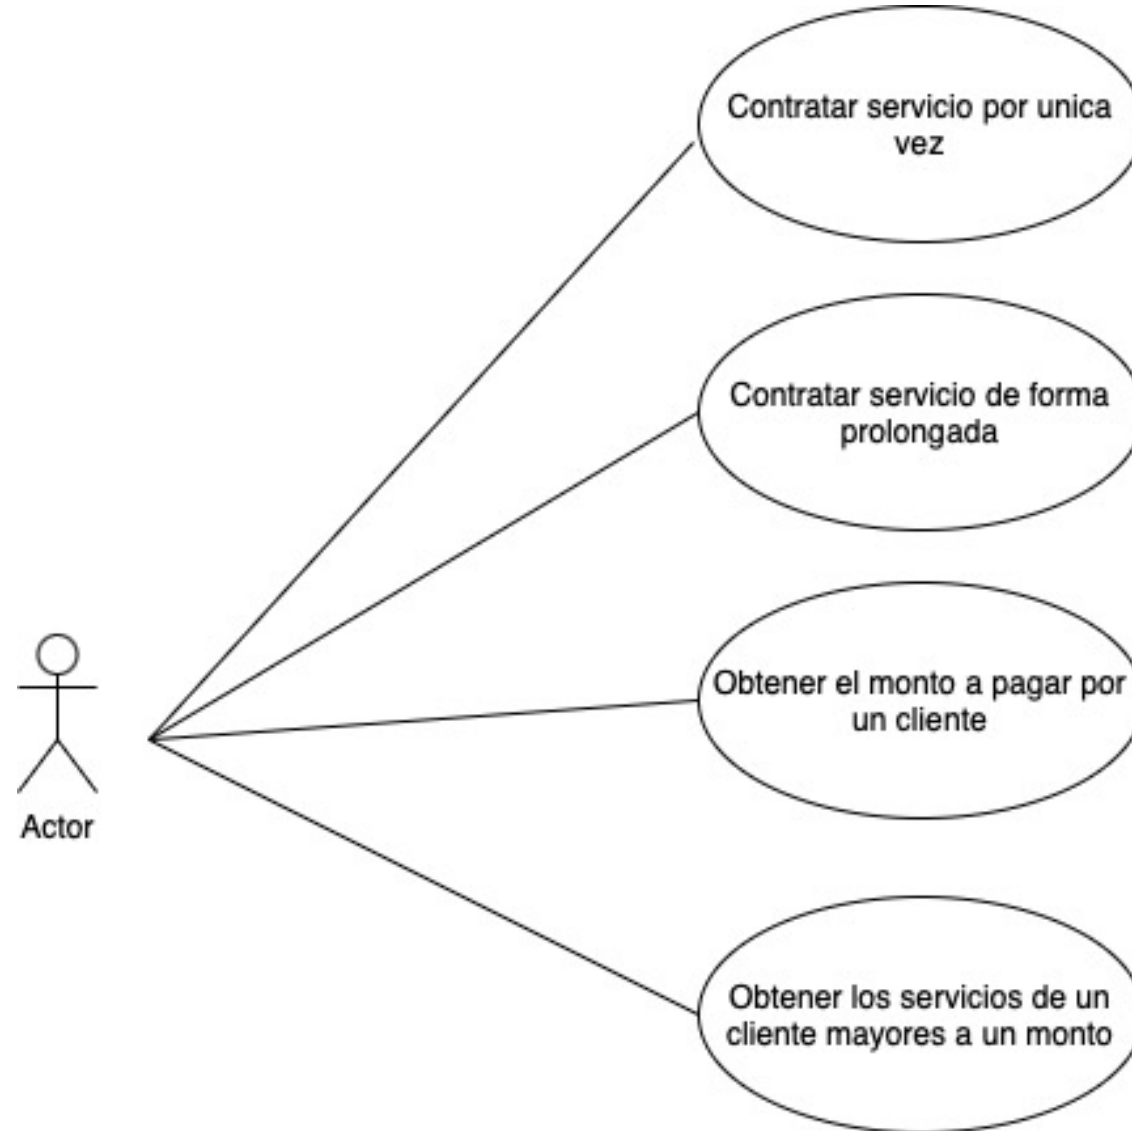 Contratar servicio por unica
vez
Contratar servicio de forma
prolongada
Obtener el monto a pagar por
un cliente
Actor
Obtener los servicios de un
cliente mayores a un monto